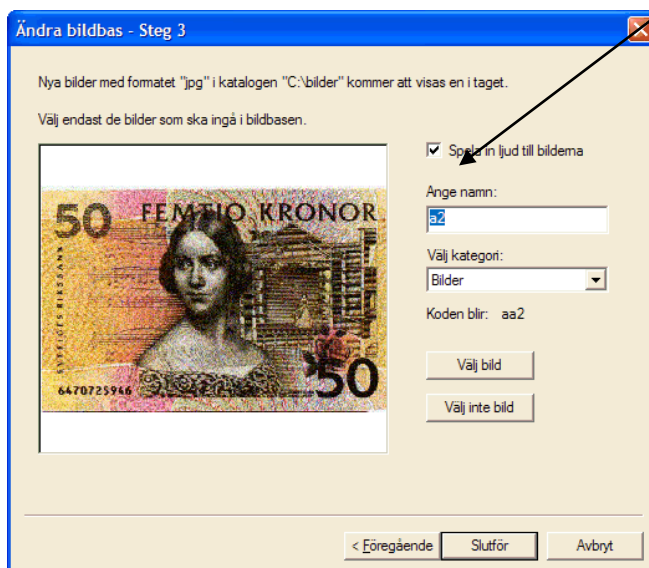 Ändra bildbas - Steg 3
Nya bilder med formatet "jpg" i katalogen "C:\bilder" kommer att visas en i taget.
Välj endast de bilder som ska ingå i bildbasen.
50 FEMTIO KRONOR
SVERIGES RIKSBANK
6470725946
50
Spela in ljud till bilderna
Ange namn:
a2
Välj kategori:
Bilder
Koden blir: aa2
Välj bild
Välj inte bild
< Föregående
Slutför
Avbryt